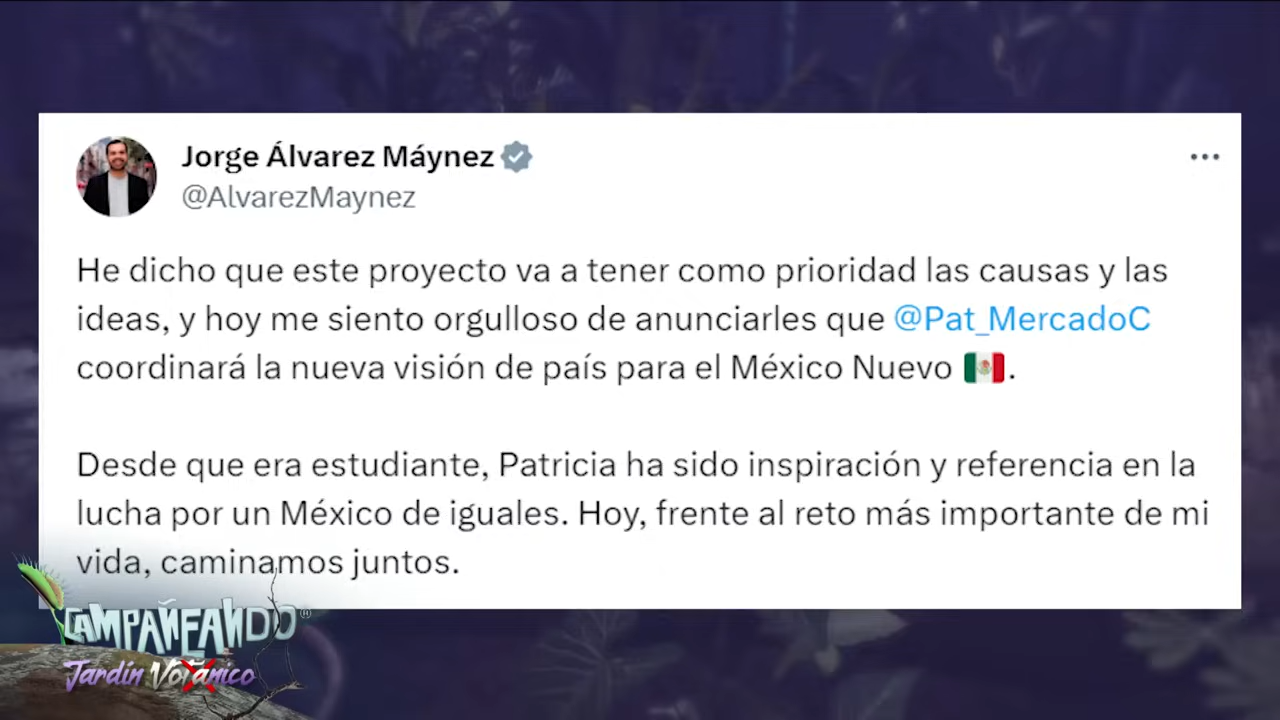 Jorge Álvarez Máynez
@AlvarezMaynez
He dicho que este proyecto va a tener como prioridad las causas y las
ideas, y hoy me siento orgulloso de anunciarles que @Pat_MercadoC
coordinará la nueva visión de país para el México Nuevo 🇲🇽.
Desde que era estudiante, Patricia ha sido inspiración y referencia en la
lucha por un México de iguales. Hoy, frente al reto más importante de mi
vida, caminamos juntos.
CAMPAÑEANDO®
Jardín Votánico